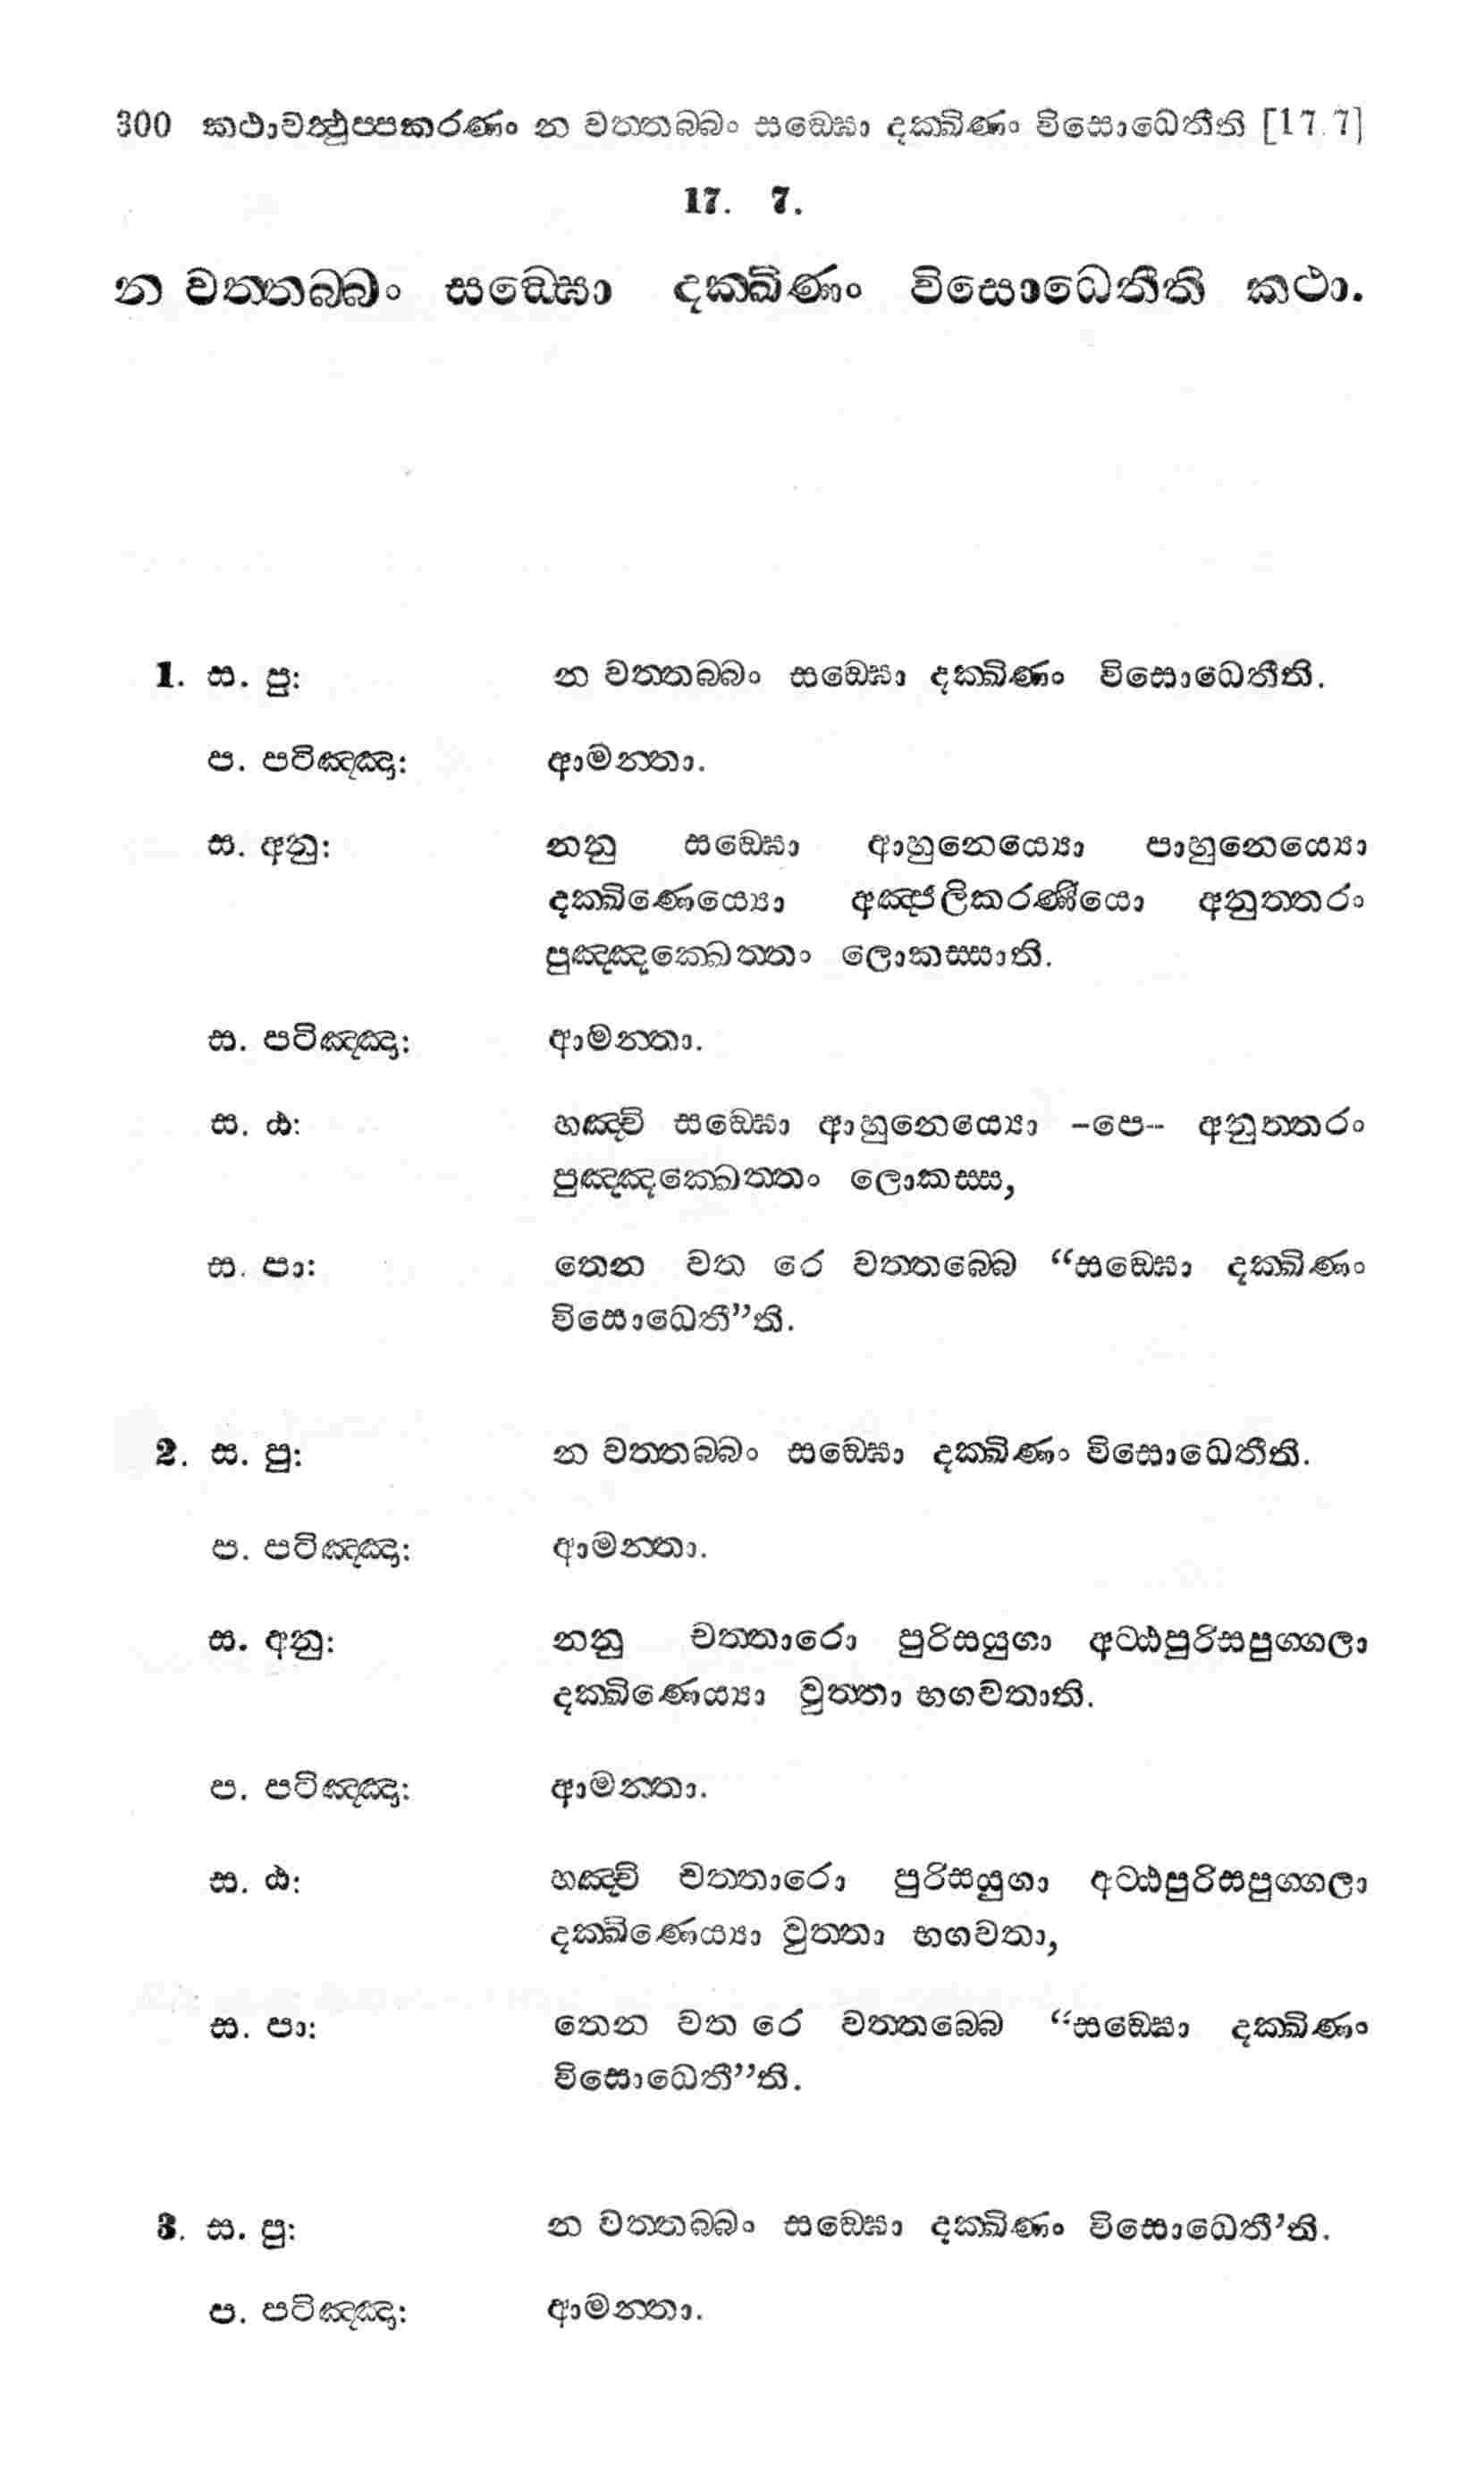 300 කථාවත්ථුප්පකරණං න වත්තබ්බං සඞ්ඝො දක්ඛිණං විසොධෙතීති [17. 7]
17. 7.
න වත්තබ්බං සඞ්ඝො දක්ඛිණං විසොධෙතීති කථා.
1. ස. පු: න වත්තබ්බං සඞ්ඝො දක්ඛිණං විසොධෙතීති.
ප. පටිඤ්ඤා: ආමන්තා.
ස. අනු: නනු සඞ්ඝො ආහුනෙය්‍යො පාහුනෙය්‍යො
දක්ඛිණෙය්‍යො අඤ්ජලිකරණීයො අනුත්තරං
පුඤ්ඤක්ඛෙත්තං ලොකස්සාති.
ස. පටිඤ්ඤා: ආමන්තා.
ස. ඨ: හඤ්චි සඞ්ඝො ආහුනෙය්‍යො -පෙ- අනුත්තරං
පුඤ්ඤක්ඛෙත්තං ලොකස්ස,
ස. පා: තෙන වත රෙ වත්තබ්බෙ “සඞ්ඝො දක්ඛිණං
විසොධෙතී”ති.
2. ස. පු: න වත්තබ්බං සඞ්ඝො දක්ඛිණං විසොධෙතීති.
ප. පටිඤ්ඤා: ආමන්තා.
ස. අනු: නනු චත්තාරො පුරිසයුගා අට්ඨපුරිසපුග්ගලා
දක්ඛිණෙය්‍යා වුත්තා භගවතාති.
ප. පටිඤ්ඤා: ආමන්තා.
ස. ඨ: හඤ්චි චත්තාරො පුරිසයුගා අට්ඨපුරිසපුග්ගලා
දක්ඛිණෙය්‍යා වුත්තා භගවතා,
ස. පා: තෙන වත රෙ වත්තබ්බෙ “සඞ්ඝො දක්ඛිණං
විසොධෙතී”ති.
3. ස. පු: න වත්තබ්බං සඞ්ඝො දක්ඛිණං විසොධෙතී’ති.
ප. පටිඤ්ඤා: ආමන්තා.